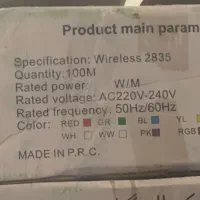 Product main param
Specification: Wireless 2835
Quantity:100M
Rated power: W/M
Rated voltage: AC220V-240V
Rated frequency: 50Hz/60Hz
Color: RED GR BL YL
WH WW PK RGB
MADE IN P.R.C.